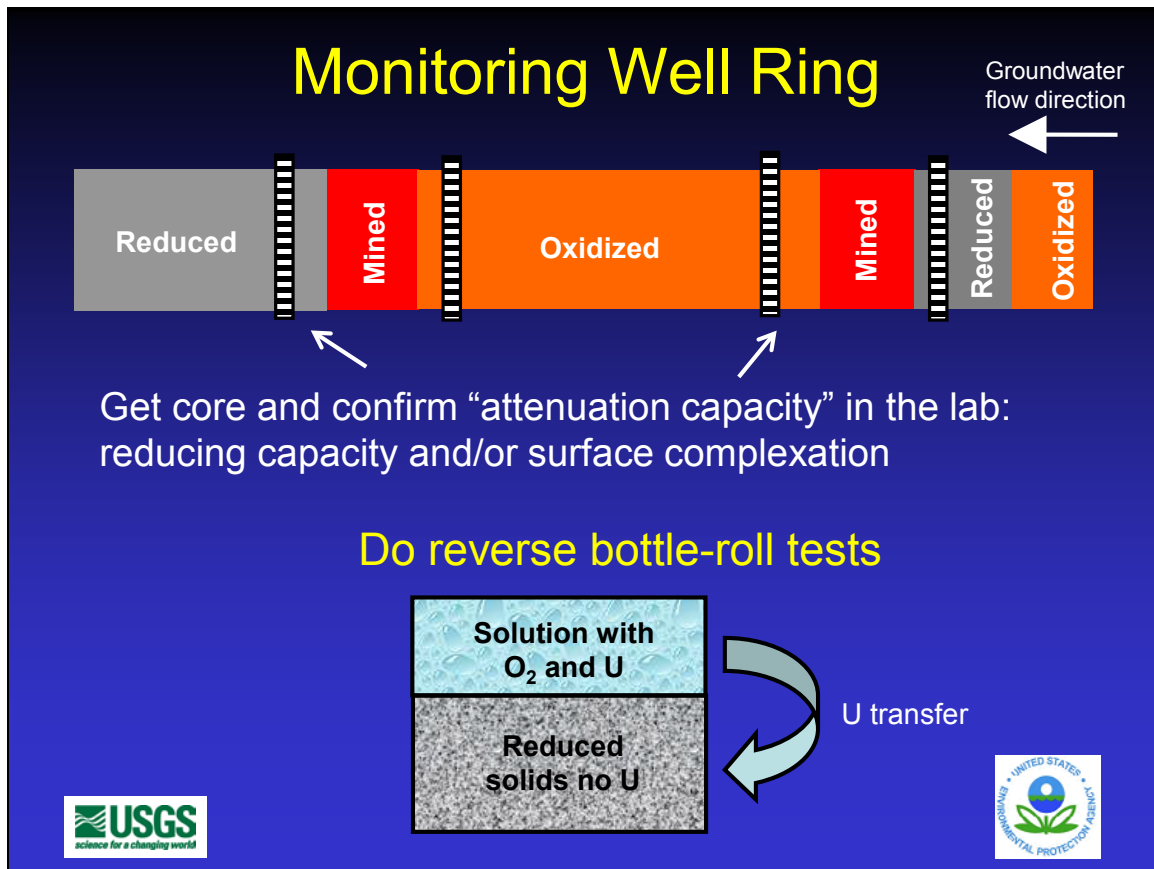 Monitoring Well Ring
Groundwater
flow direction
Reduced
Mined
Oxidized
Mined
Reduced
Oxidized
Get core and confirm “attenuation capacity” in the lab:
reducing capacity and/or surface complexation
Do reverse bottle-roll tests
Solution with
O₂ and U
U transfer
Reduced
solids no U
USGS
science for a changing world
UNITED STATES
ENVIRONMENTAL PROTECTION AGENCY